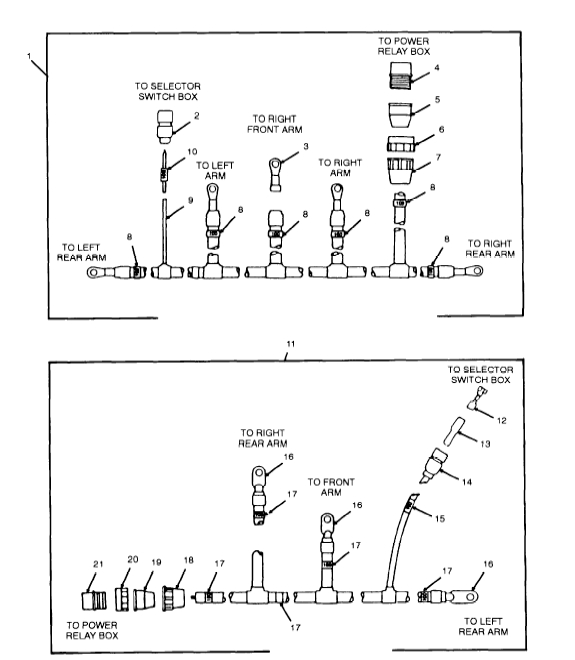 TO POWER
RELAY BOX
1
4
TO SELECTOR
SWITCH BOX
5
2
TO RIGHT
FRONT ARM
6
10
TO LEFT
ARM
3
TO RIGHT
ARM
7
8
9
8
8
8
TO LEFT
REAR ARM
8
8
TO RIGHT
REAR ARM
11
TO SELECTOR
SWITCH BOX
12
TO RIGHT
REAR ARM
13
16
TO FRONT
ARM
14
17
16
15
17
21
20
19
18
17
17
16
17
TO POWER
RELAY BOX
TO LEFT
REAR ARM